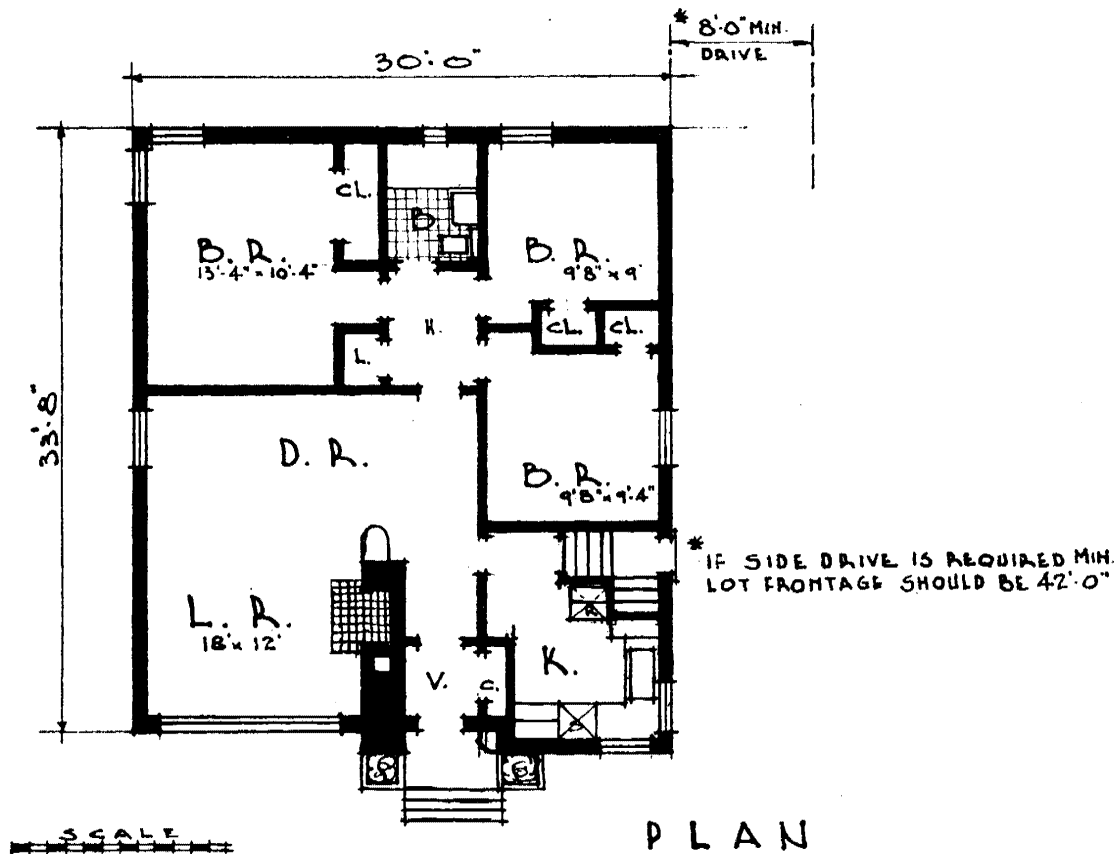 * 8'-0" MIN.
DRIVE
30'-0"
33'-8"
CL.
B
B. R.
13'-4" x 10'-4"
B. R.
9'8" x 9'
H.
CL.
CL.
L.
D. R.
B. R.
9'8" x 9'-4"
* IF SIDE DRIVE IS REQUIRED MIN.
LOT FRONTAGE SHOULD BE 42'-0"
R
L. R.
18' x 12'
K.
V.
C.
S
SCALE
PLAN